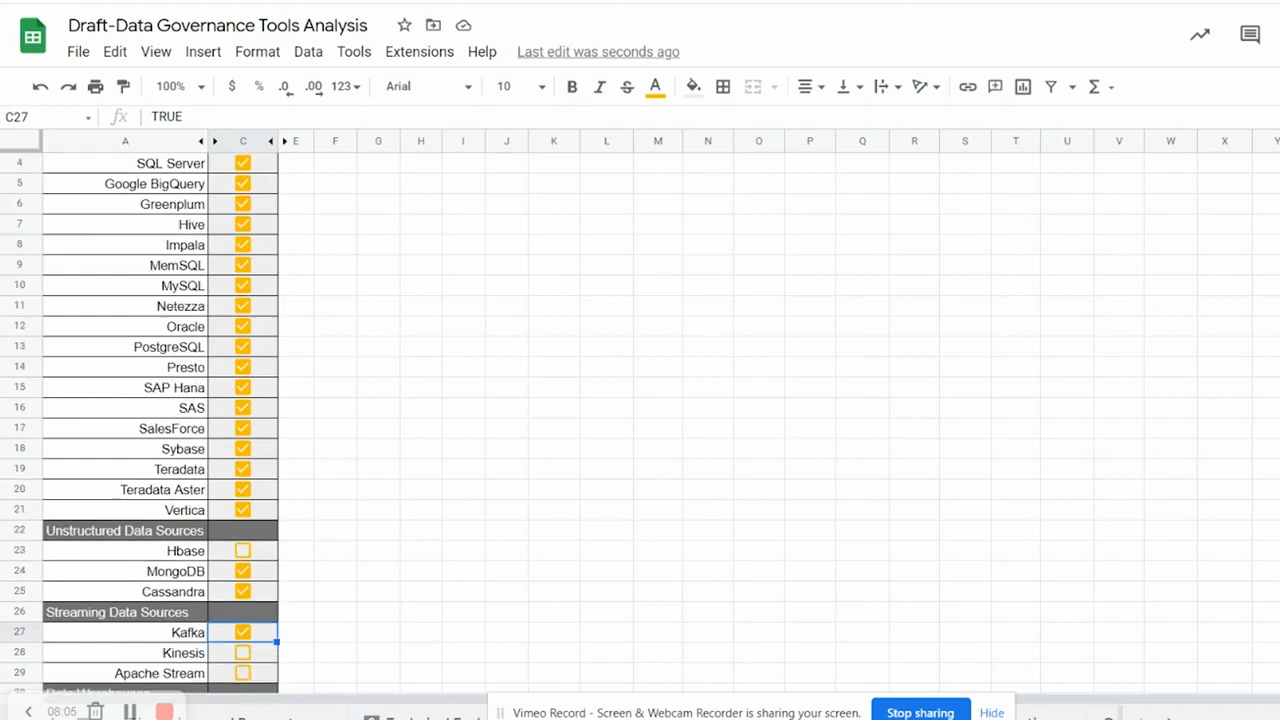 Draft-Data Governance Tools Analysis
File Edit View Insert Format Data Tools Extensions Help Last edit was seconds ago
100% $ % .0 .00 123 Arial 10 B I S A Σ
C27 fx TRUE
A C E F G H I J K L M N O P Q R S T U V W X Y
4 SQL Server
5 Google BigQuery
6 Greenplum
7 Hive
8 Impala
9 MemSQL
10 MySQL
11 Netezza
12 Oracle
13 PostgreSQL
14 Presto
15 SAP Hana
16 SAS
17 SalesForce
18 Sybase
19 Teradata
20 Teradata Aster
21 Vertica
22 Unstructured Data Sources
23 Hbase
24 MongoDB
25 Cassandra
26 Streaming Data Sources
27 Kafka
28 Kinesis
29 Apache Stream
08:05
Vimeo Record - Screen & Webcam Recorder is sharing your screen. Stop sharing Hide